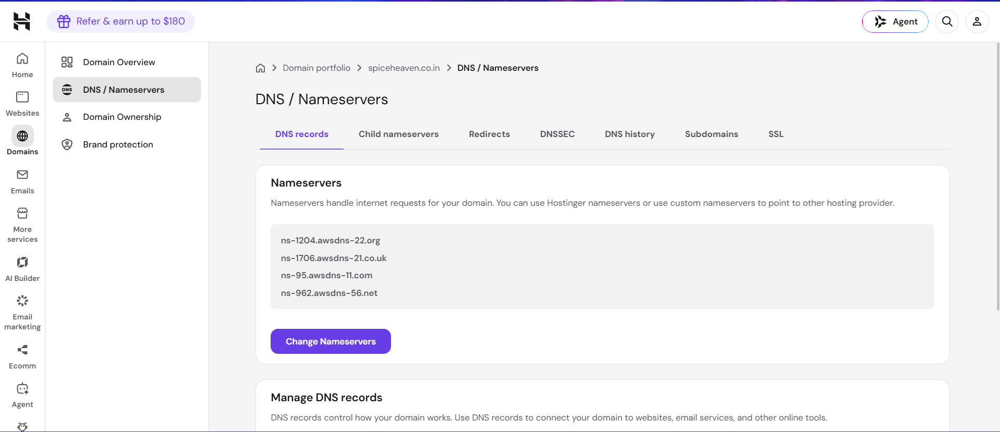 Refer & earn up to $180
Agent
Home
Websites
Domains
Emails
More
services
AI Builder
Email
marketing
Ecomm
Agent
Domain Overview
DNS / Nameservers
Domain Ownership
Brand protection
Domain portfolio
spiceheaven.co.in
DNS / Nameservers
DNS / Nameservers
DNS records
Child nameservers
Redirects
DNSSEC
DNS history
Subdomains
SSL
Nameservers
Nameservers handle internet requests for your domain. You can use Hostinger nameservers or use custom nameservers to point to other hosting provider.
ns-1204.awsdns-22.org
ns-1706.awsdns-21.co.uk
ns-95.awsdns-11.com
ns-962.awsdns-56.net
Change Nameservers
Manage DNS records
DNS records control how your domain works. Use DNS records to connect your domain to websites, email services, and other online tools.